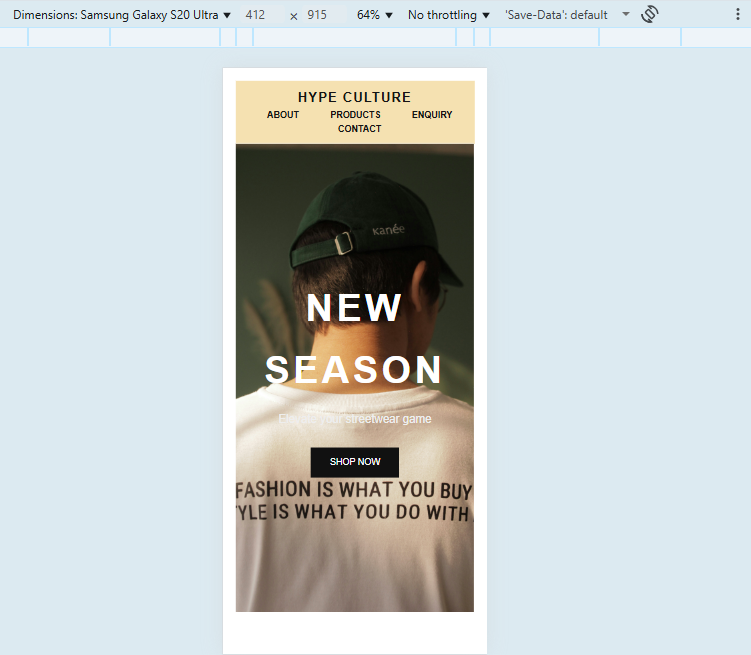 Dimensions: Samsung Galaxy S20 Ultra 412 × 915 64% No throttling 'Save-Data': default
HYPE CULTURE
ABOUT PRODUCTS ENQUIRY
CONTACT
kanée
NEW
SEASON
Elevate your streetwear game
SHOP NOW
FASHION IS WHAT YOU BUY
YLE IS WHAT YOU DO WITH